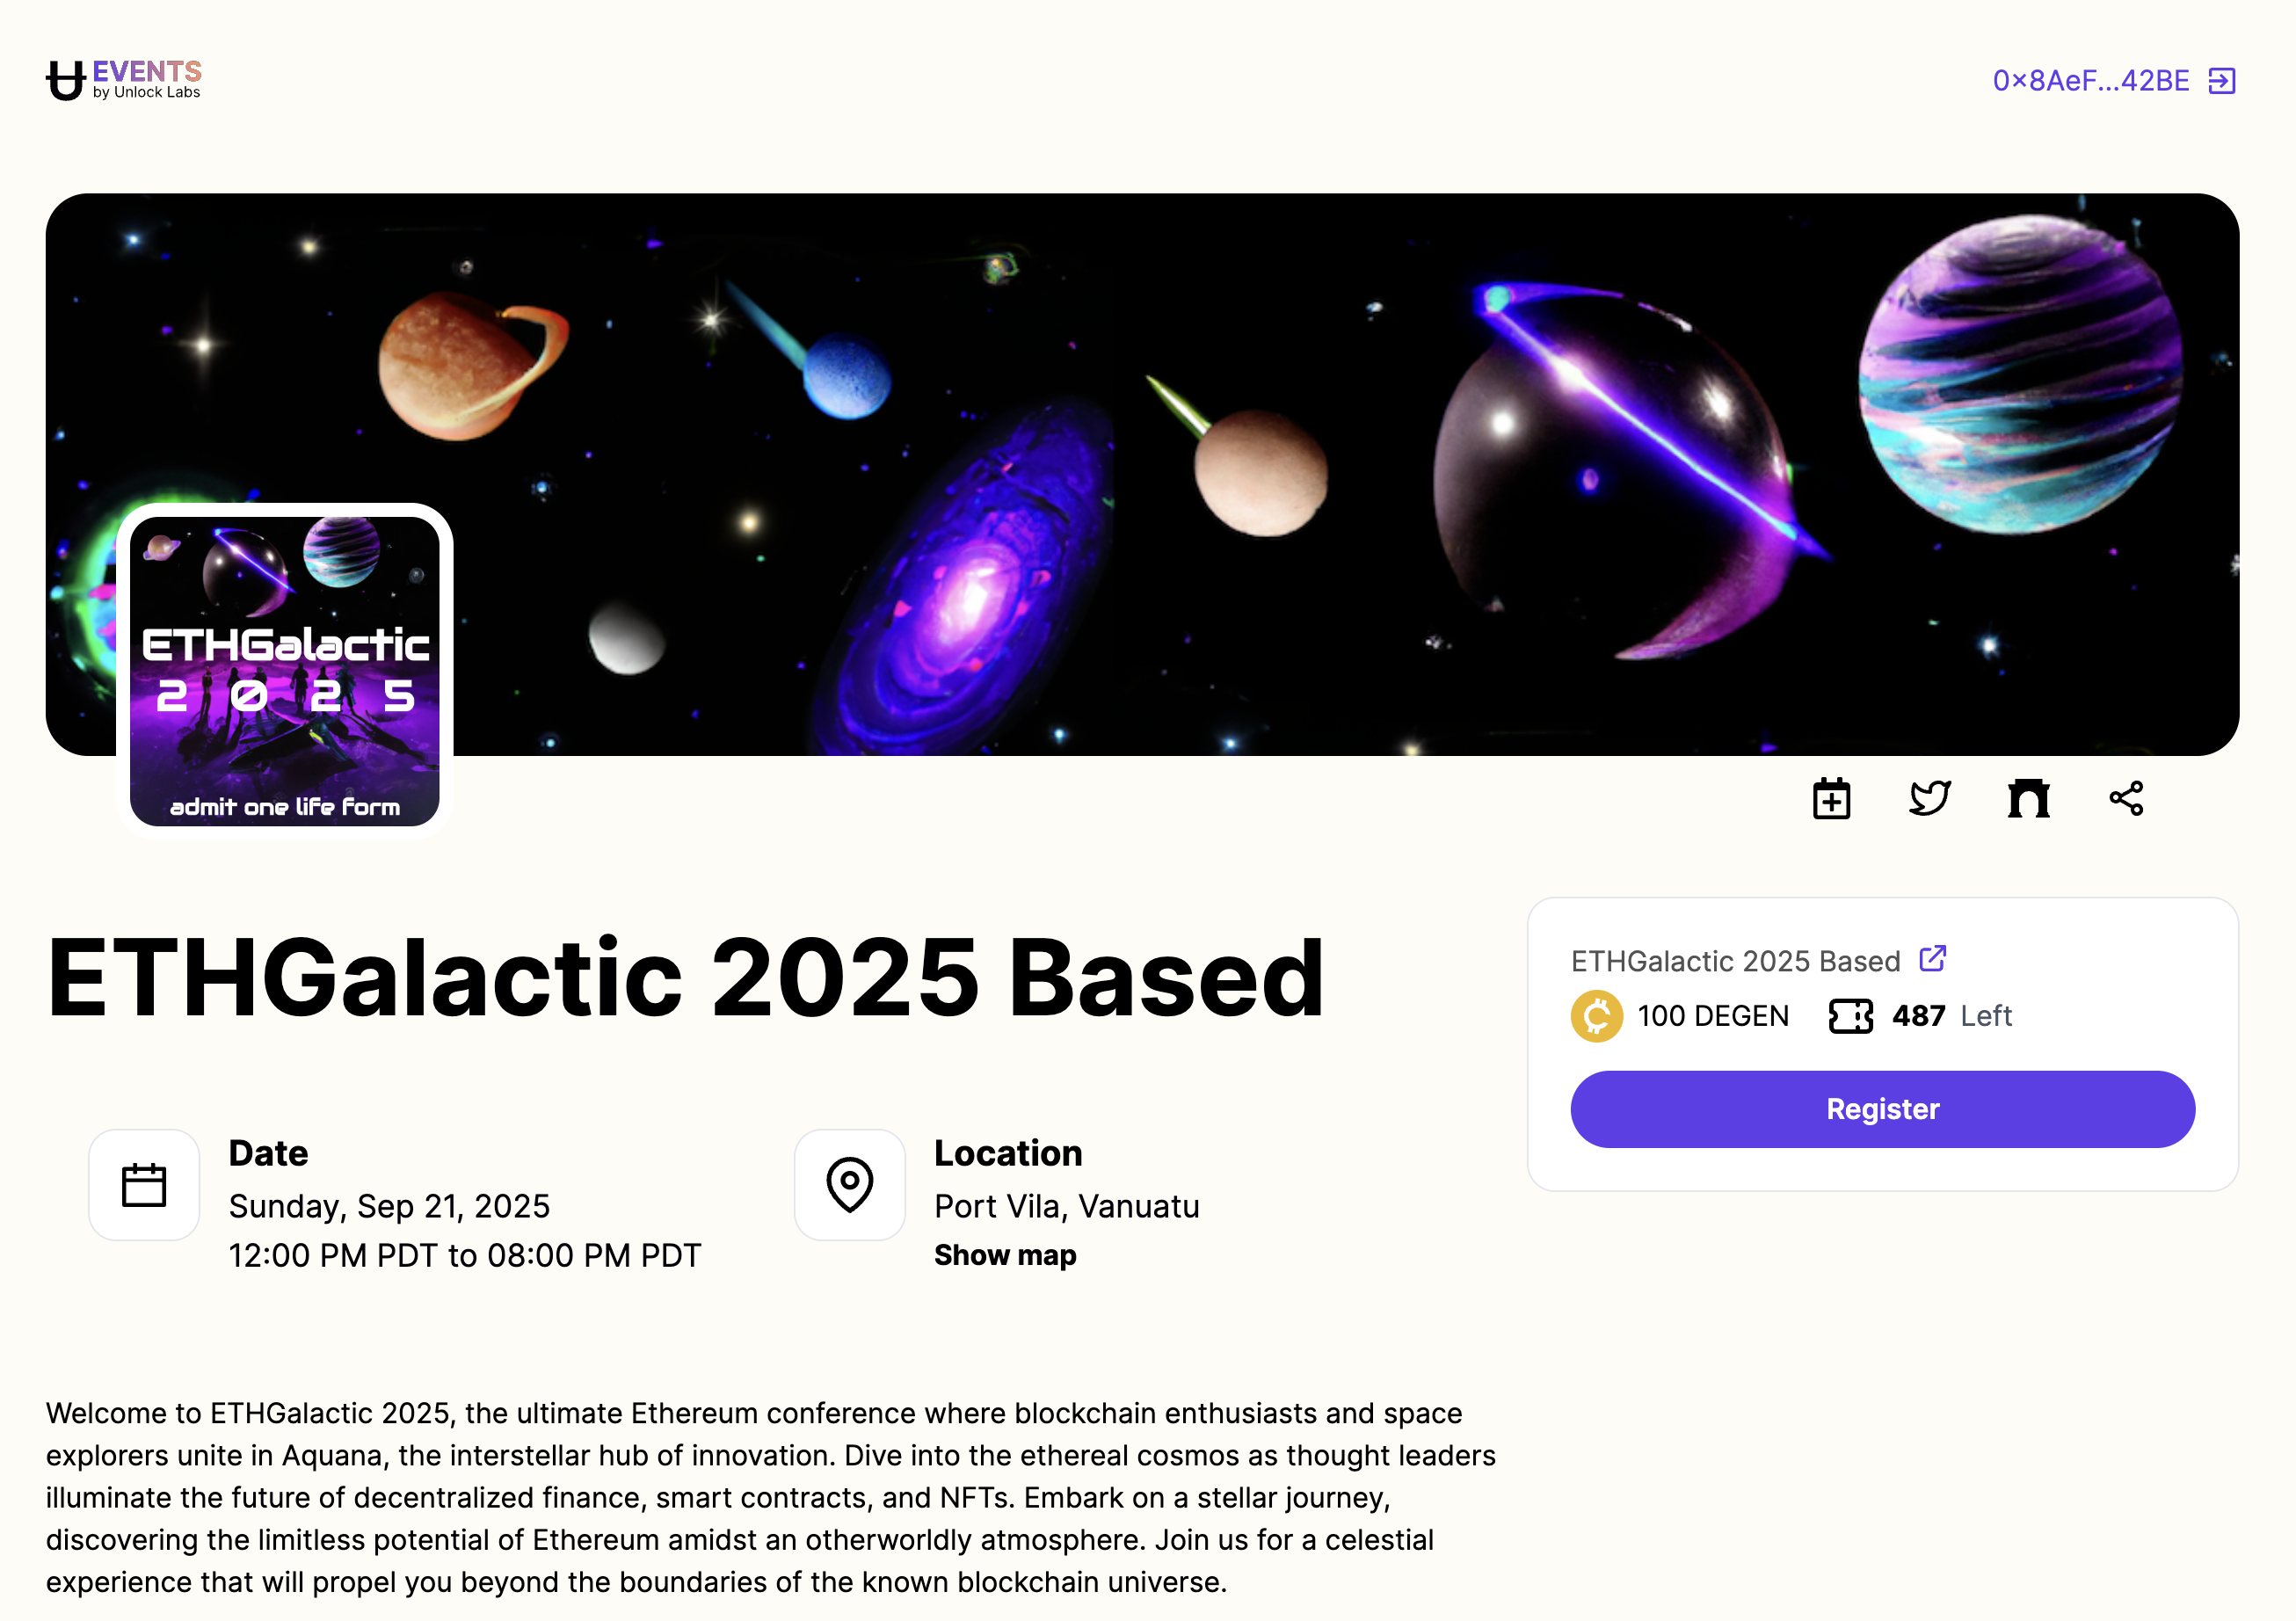 EVENTS
by Unlock Labs
0x8AeF...42BE
ETHGalactic
2025
admit one life form
ETHGalactic 2025 Based
Date
Sunday, Sep 21, 2025
12:00 PM PDT to 08:00 PM PDT
Location
Port Vila, Vanuatu
Show map
ETHGalactic 2025 Based
100 DEGEN 487 Left
Register
Welcome to ETHGalactic 2025, the ultimate Ethereum conference where blockchain enthusiasts and space
explorers unite in Aquana, the interstellar hub of innovation. Dive into the ethereal cosmos as thought leaders
illuminate the future of decentralized finance, smart contracts, and NFTs. Embark on a stellar journey,
discovering the limitless potential of Ethereum amidst an otherworldly atmosphere. Join us for a celestial
experience that will propel you beyond the boundaries of the known blockchain universe.